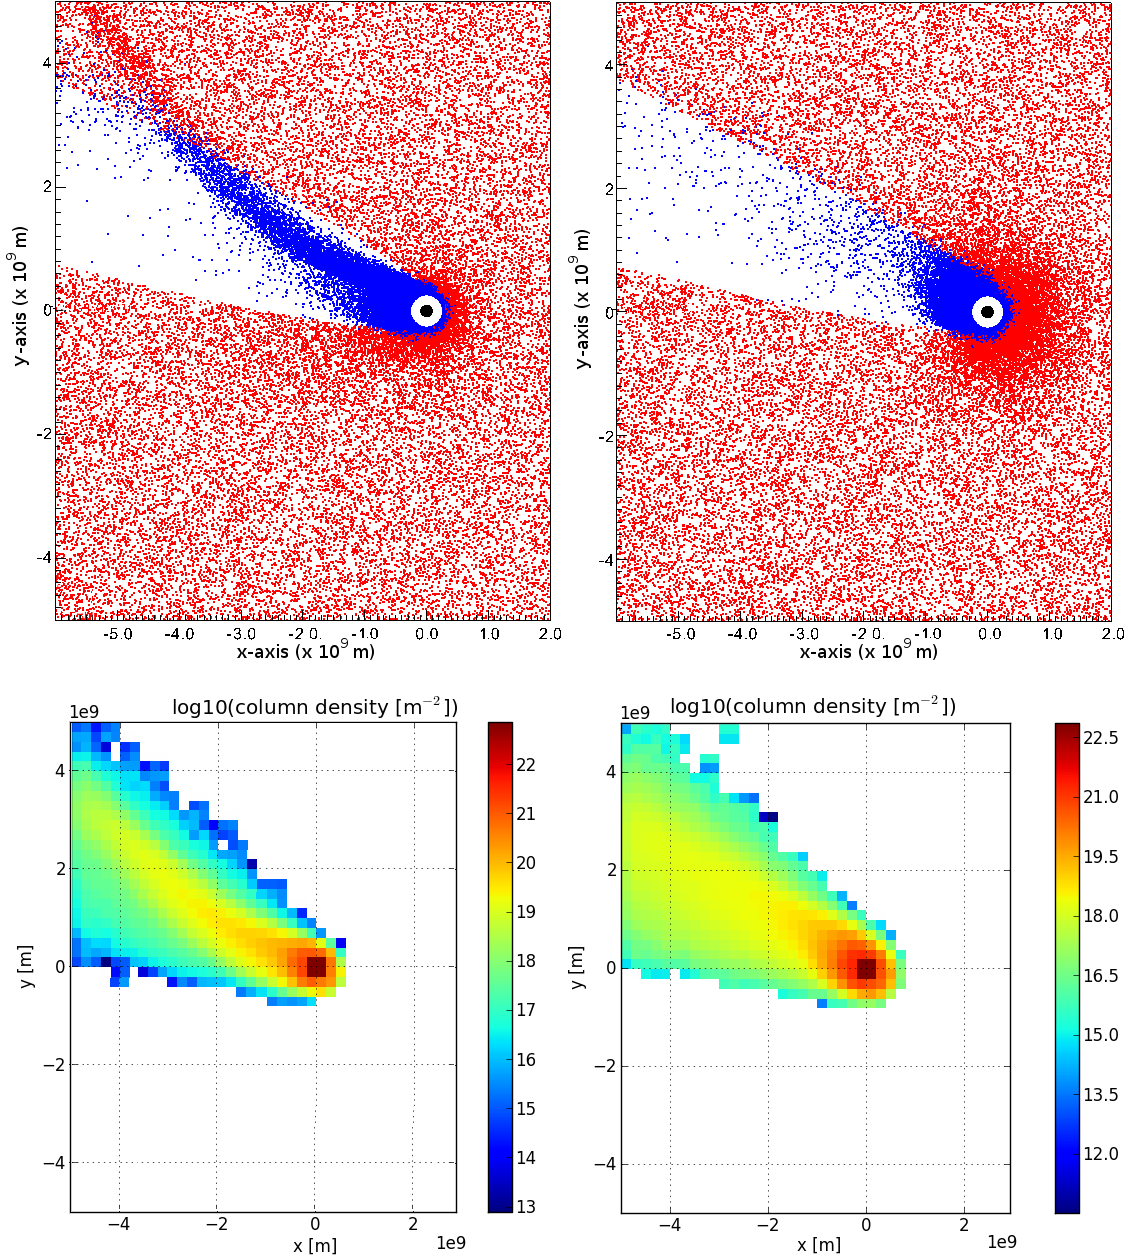 4
2
0
-2
-4
y-axis (x 10^9 m)
-5.0 -4.0 -3.0 -2.0 -1.0 0.0 1.0 2.0
x-axis (x 10^9 m)
4
2
0
-2
-4
y-axis (x 10^9 m)
-5.0 -4.0 -3.0 -2.0 -1.0 0.0 1.0 2.0
x-axis (x 10^9 m)
1e9
log10(column density [m^−2])
4
2
0
−2
−4
y [m]
−4 −2 0 2
x [m]
1e9
22
21
20
19
18
17
16
15
14
13
1e9
log10(column density [m^−2])
4
2
0
−2
−4
y [m]
−4 −2 0 2
x [m]
1e9
22.5
21.0
19.5
18.0
16.5
15.0
13.5
12.0